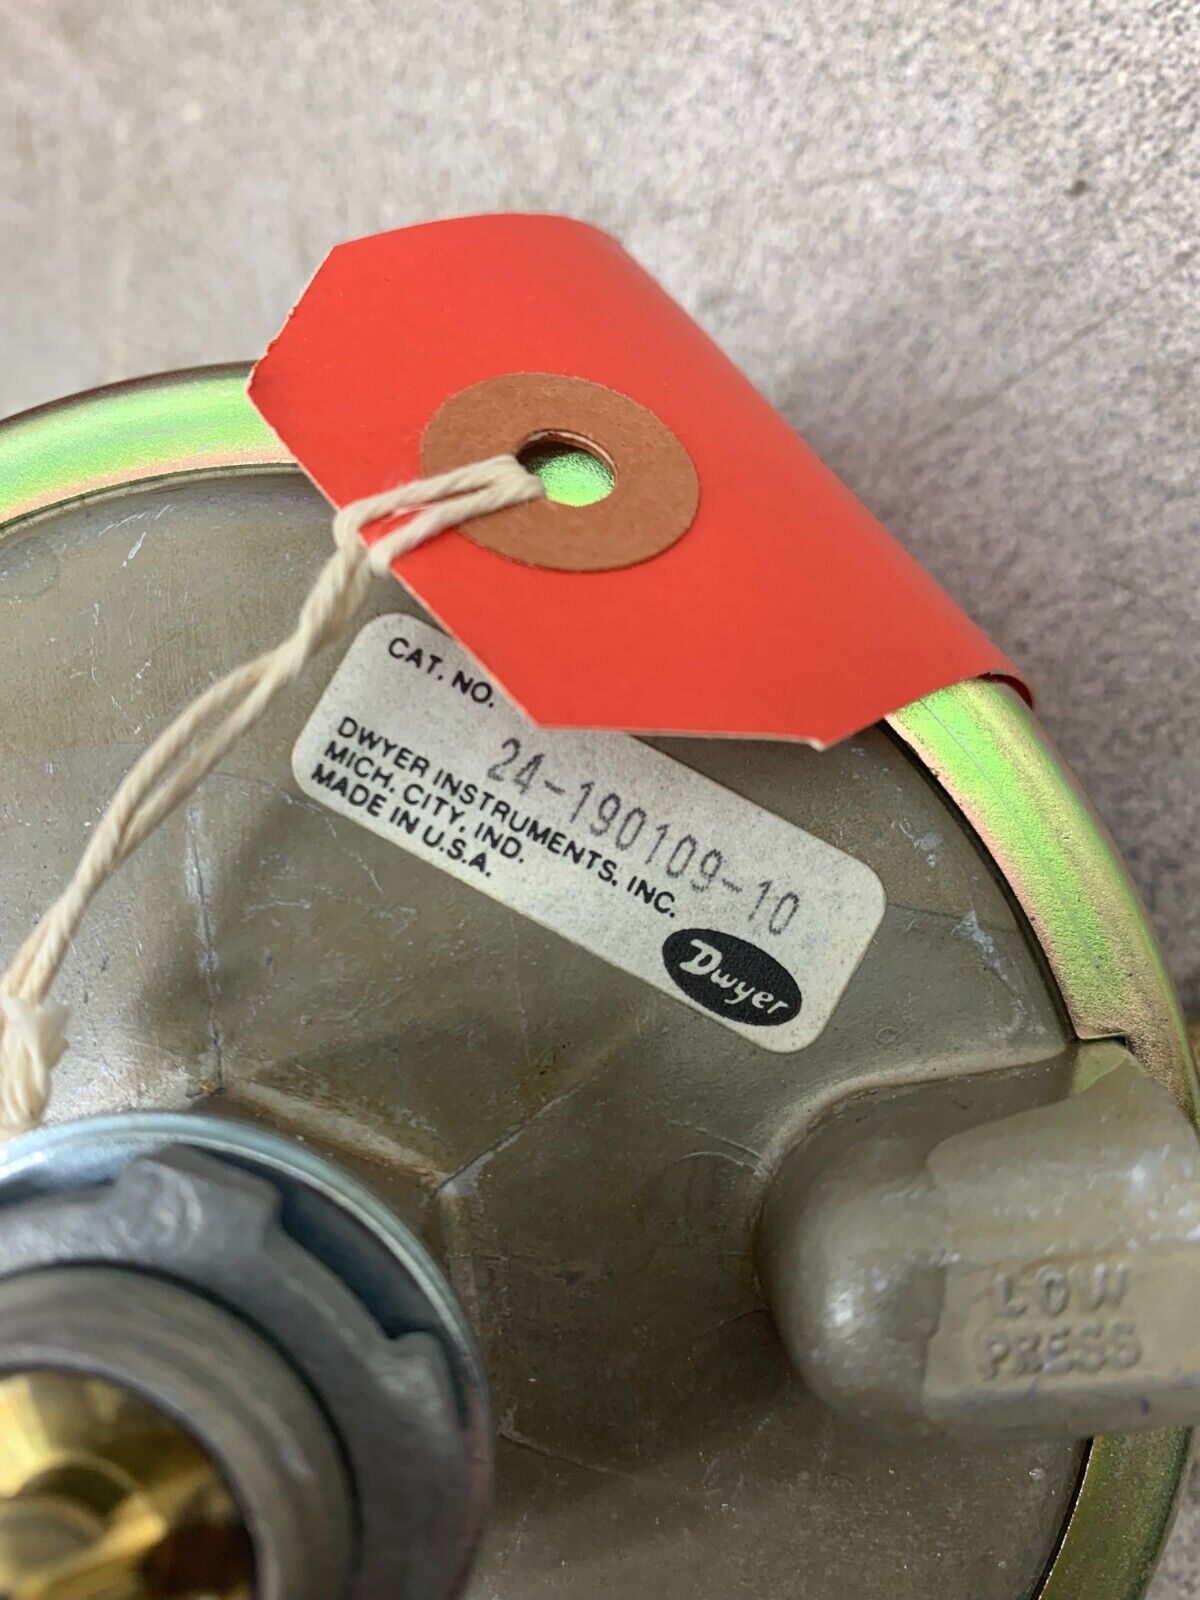 CAT. NO.
24-190109-10
DWYER INSTRUMENTS, INC.
MICH. CITY, IND.
MADE IN U.S.A.
Dwyer
LOW
PRESS